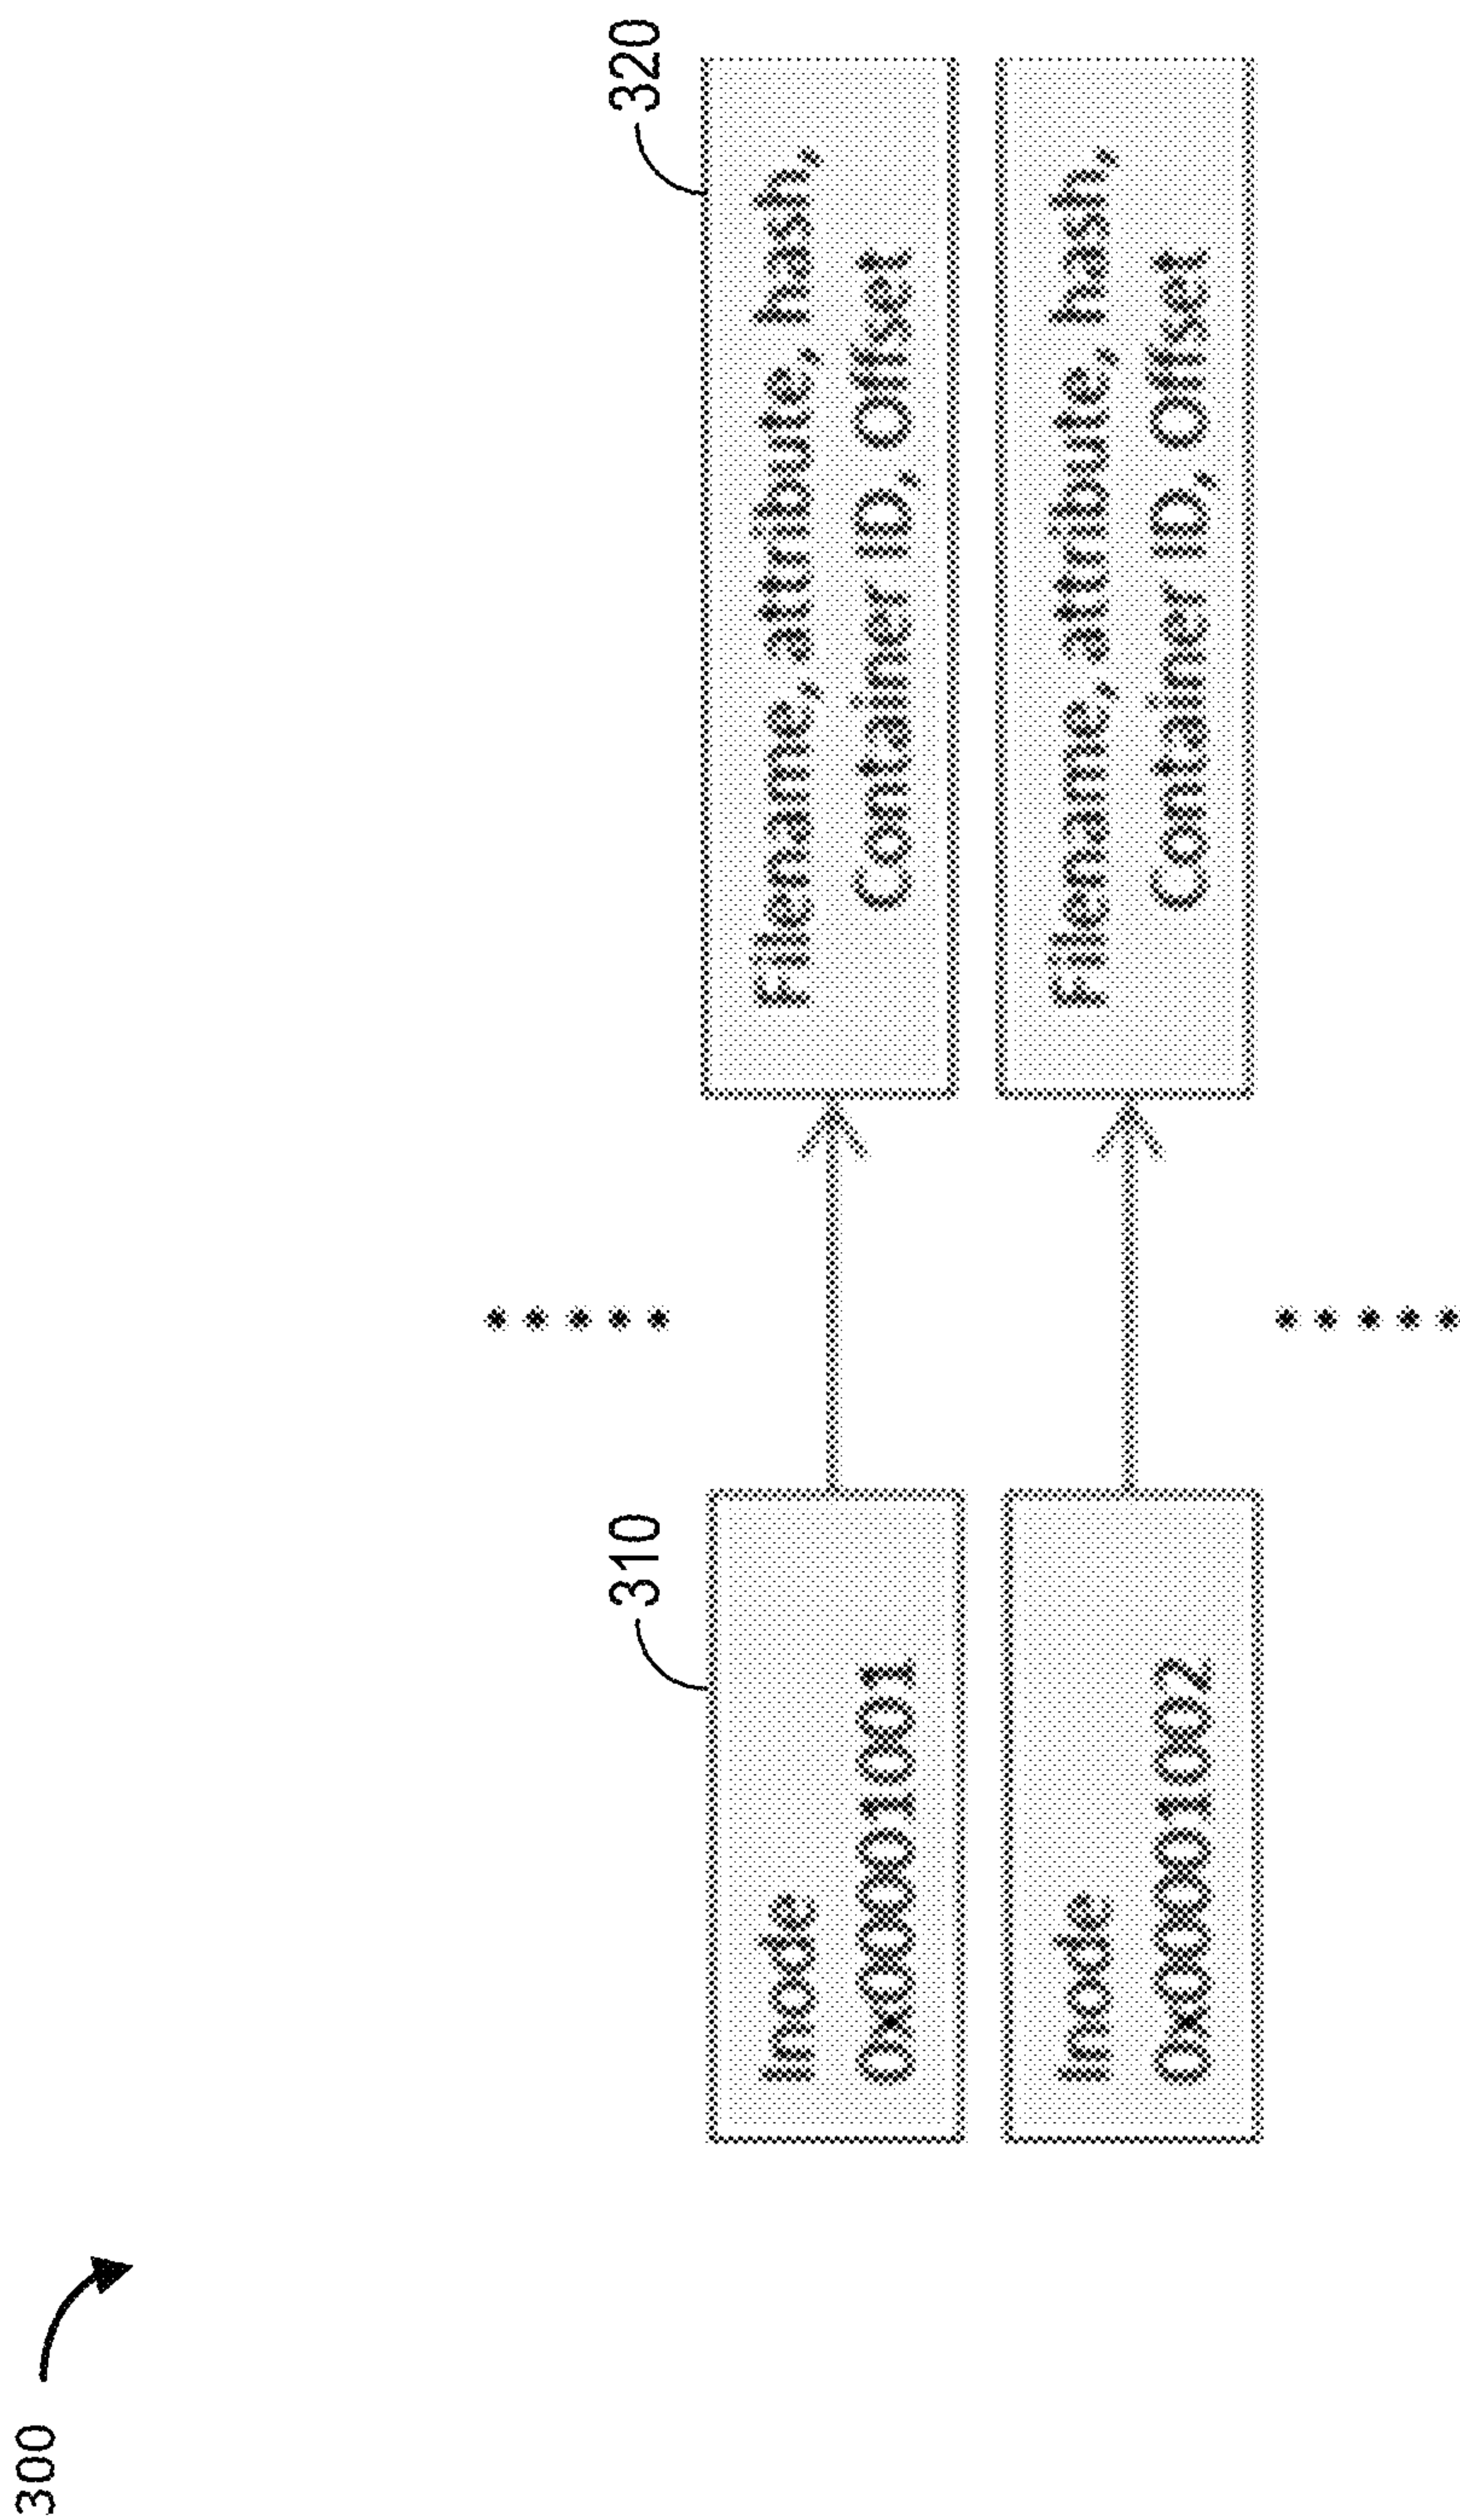 300
310
320
Inode
0x00001001
Filename, attribute, hash,
Container ID, Offset
Inode
0x00001002
Filename, attribute, hash,
Container ID, Offset